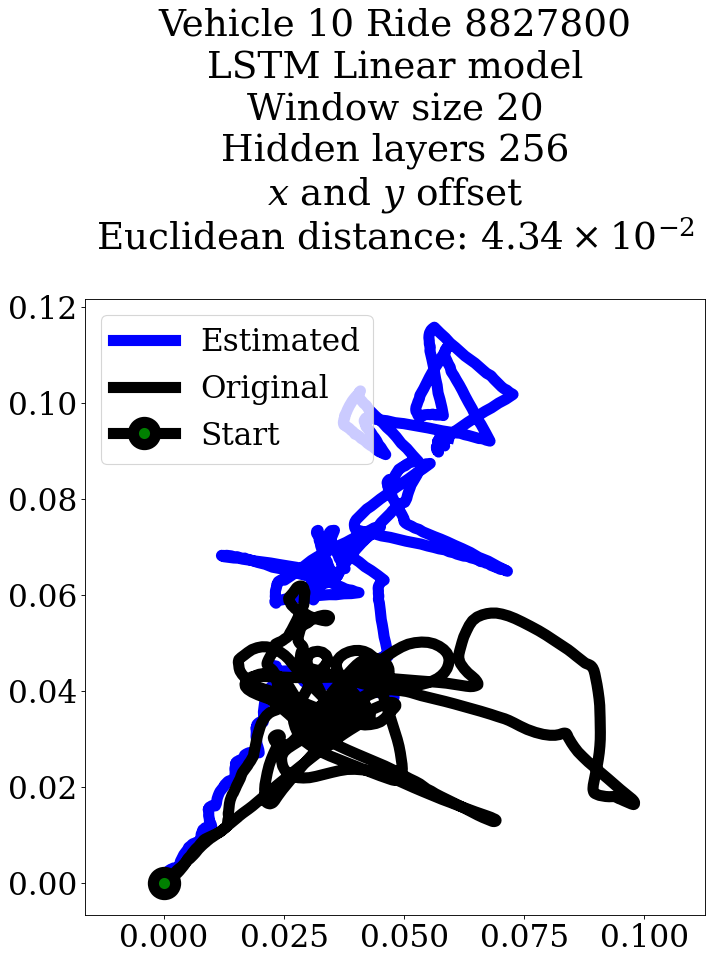 Vehicle 10 Ride 8827800
LSTM Linear model
Window size 20
Hidden layers 256
x and y offset
Euclidean distance: 4.34 × 10⁻²
Estimated
Original
Start
0.12
0.10
0.08
0.06
0.04
0.02
0.00
0.000 0.025 0.050 0.075 0.100